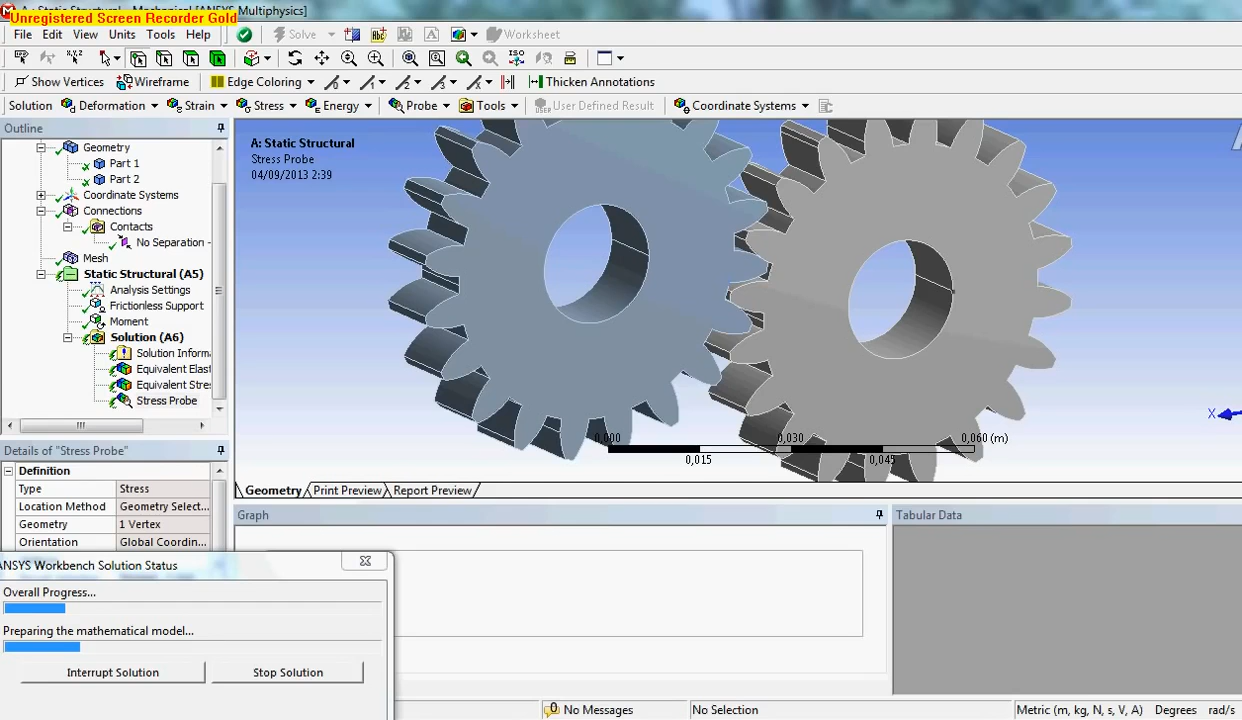 A : Static Structural - Mechanical [ANSYS Multiphysics]
Unregistered Screen Recorder Gold
File Edit View Units Tools Help Solve Worksheet
Show Vertices Wireframe Edge Coloring Thicken Annotations
Solution Deformation Strain Stress Energy Probe Tools User Defined Result Coordinate Systems
Outline
Geometry
Part 1
Part 2
Coordinate Systems
Connections
Contacts
No Separation -
Mesh
Static Structural (A5)
Analysis Settings
Frictionless Support
Moment
Solution (A6)
Solution Inform
Equivalent Elast
Equivalent Stre
Stress Probe
A: Static Structural
Stress Probe
04/09/2013 2:39
X
0,000 0,030 0,060 (m)
0,015 0,045
Details of "Stress Probe"
Definition
Type Stress
Location Method Geometry Select...
Geometry 1 Vertex
Orientation Global Coordin...
Geometry Print Preview Report Preview
Graph
Tabular Data
ANSYS Workbench Solution Status
Overall Progress...
Preparing the mathematical model...
Interrupt Solution Stop Solution
No Messages No Selection Metric (m, kg, N, s, V, A) Degrees rad/s